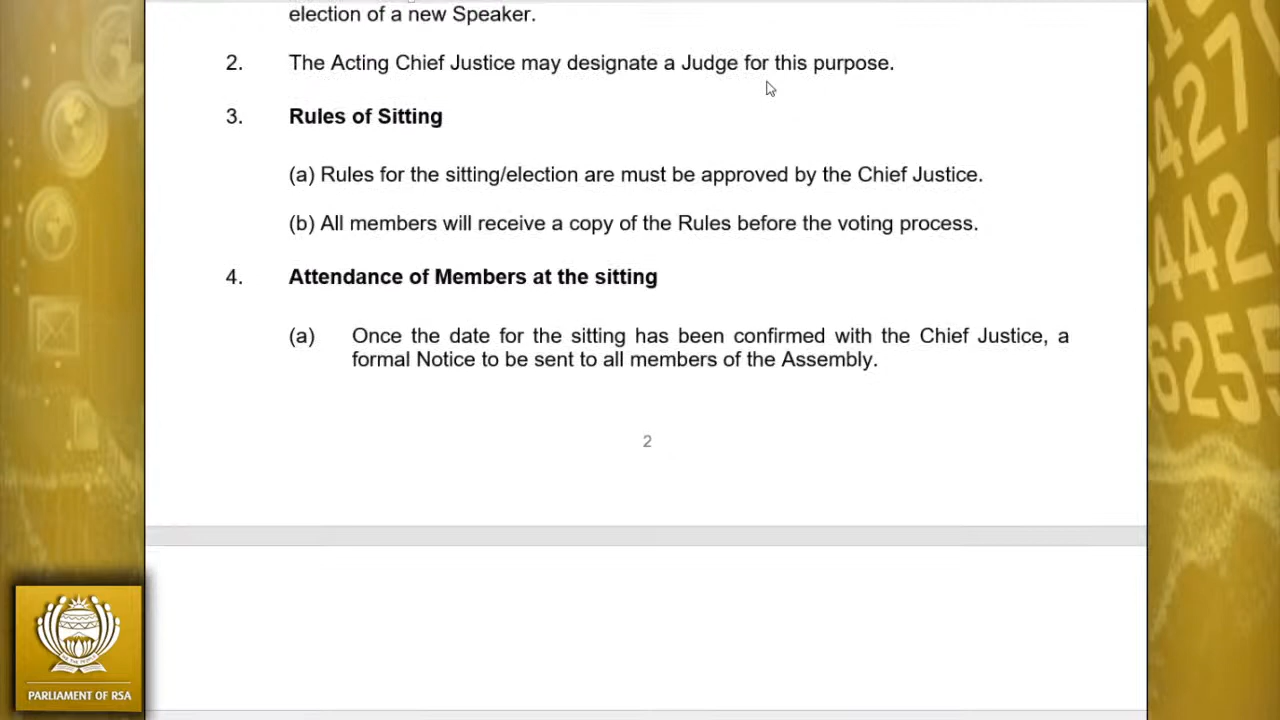 election of a new Speaker.
2. The Acting Chief Justice may designate a Judge for this purpose.
3. Rules of Sitting
(a) Rules for the sitting/election are must be approved by the Chief Justice.
(b) All members will receive a copy of the Rules before the voting process.
4. Attendance of Members at the sitting
(a) Once the date for the sitting has been confirmed with the Chief Justice, a
formal Notice to be sent to all members of the Assembly.
2
PARLIAMENT OF RSA
427
442
6255